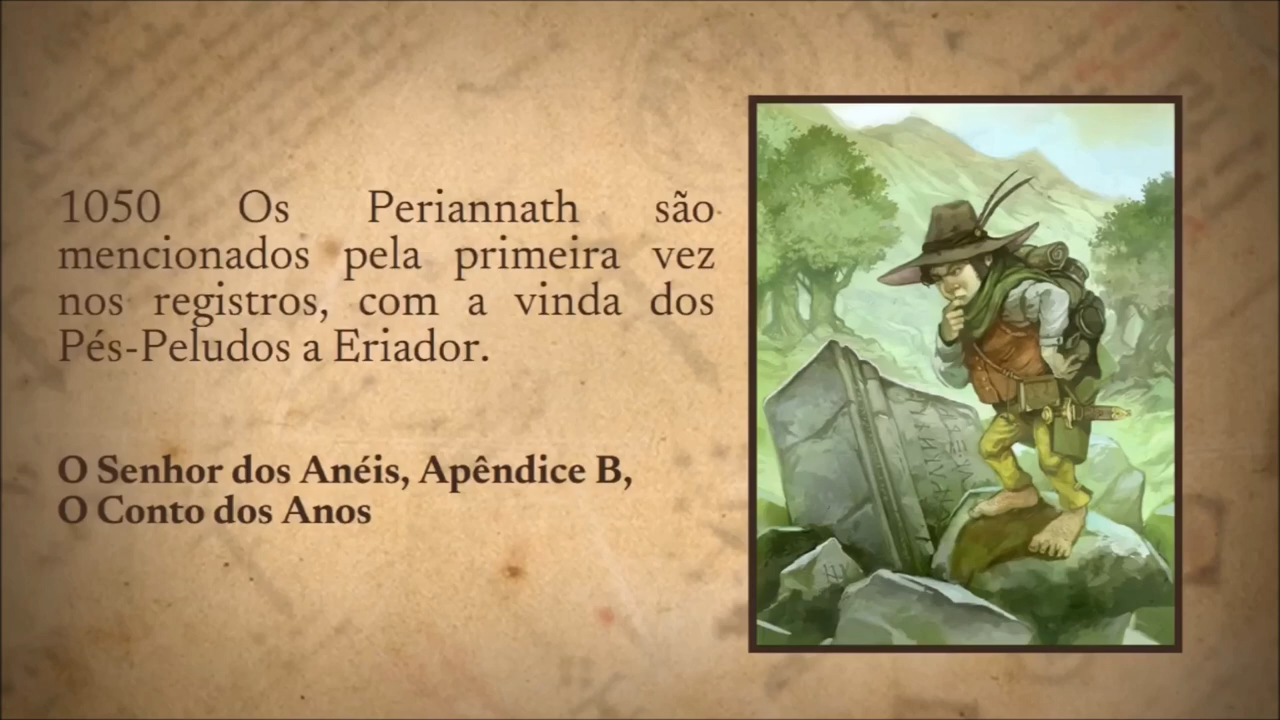 1050 Os Periannath são
mencionados pela primeira vez
nos registros, com a vinda dos
Pés-Peludos a Eriador.
O Senhor dos Anéis, Apêndice B,
O Conto dos Anos